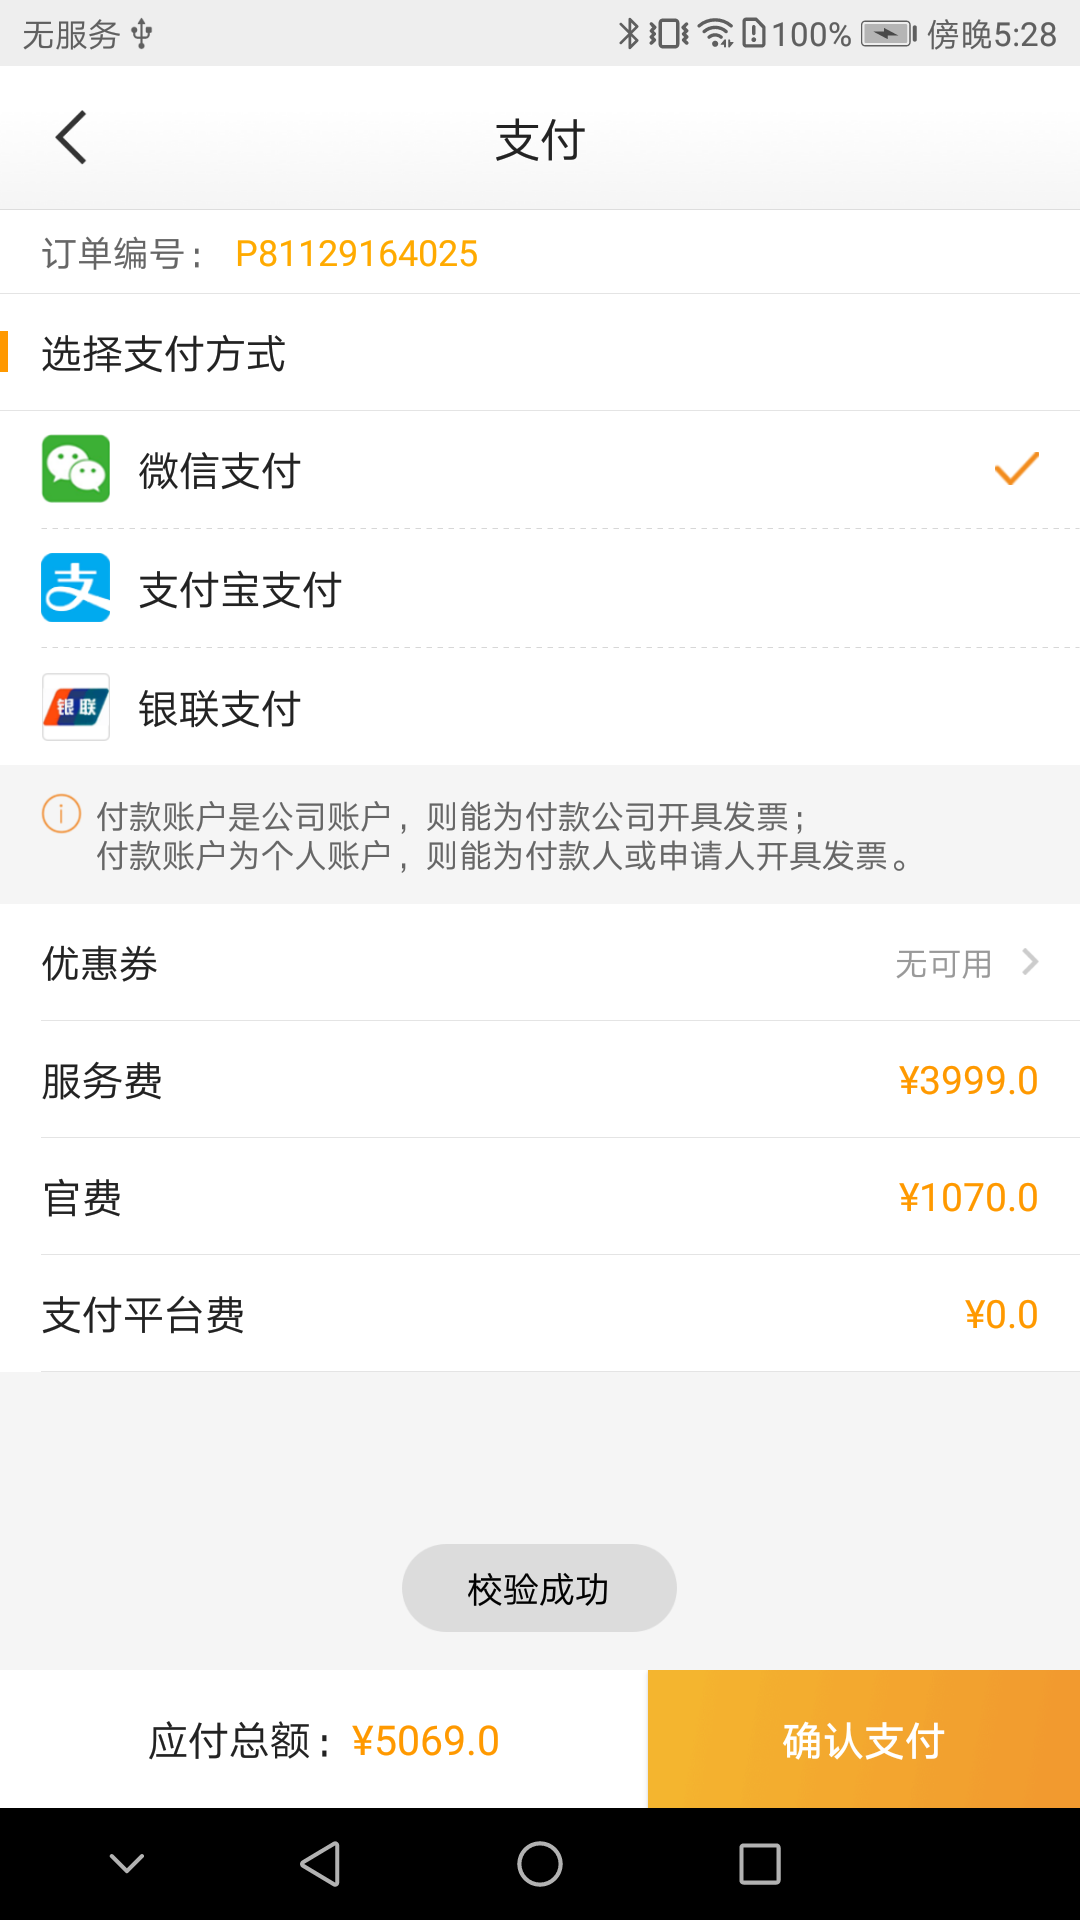 无服务 100% 傍晚5:28
支付
订单编号： P81129164025
选择支付方式
微信支付
支 支付宝支付
银联 银联支付
付款账户是公司账户，则能为付款公司开具发票；
付款账户为个人账户，则能为付款人或申请人开具发票。
优惠券 无可用
服务费 ¥3999.0
官费 ¥1070.0
支付平台费 ¥0.0
校验成功
应付总额：¥5069.0 确认支付